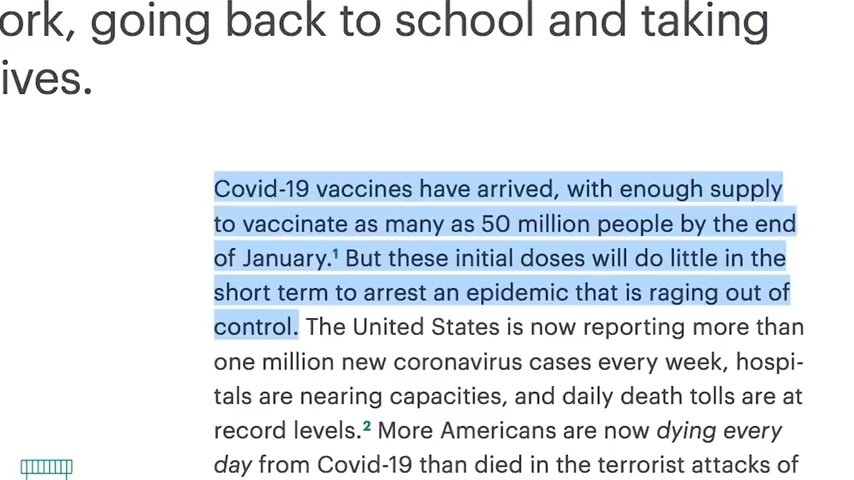 ork, going back to school and taking
ives.
Covid-19 vaccines have arrived, with enough supply
to vaccinate as many as 50 million people by the end
of January.¹ But these initial doses will do little in the
short term to arrest an epidemic that is raging out of
control. The United States is now reporting more than
one million new coronavirus cases every week, hospi-
tals are nearing capacities, and daily death tolls are at
record levels.² More Americans are now dying every
day from Covid-19 than died in the terrorist attacks of